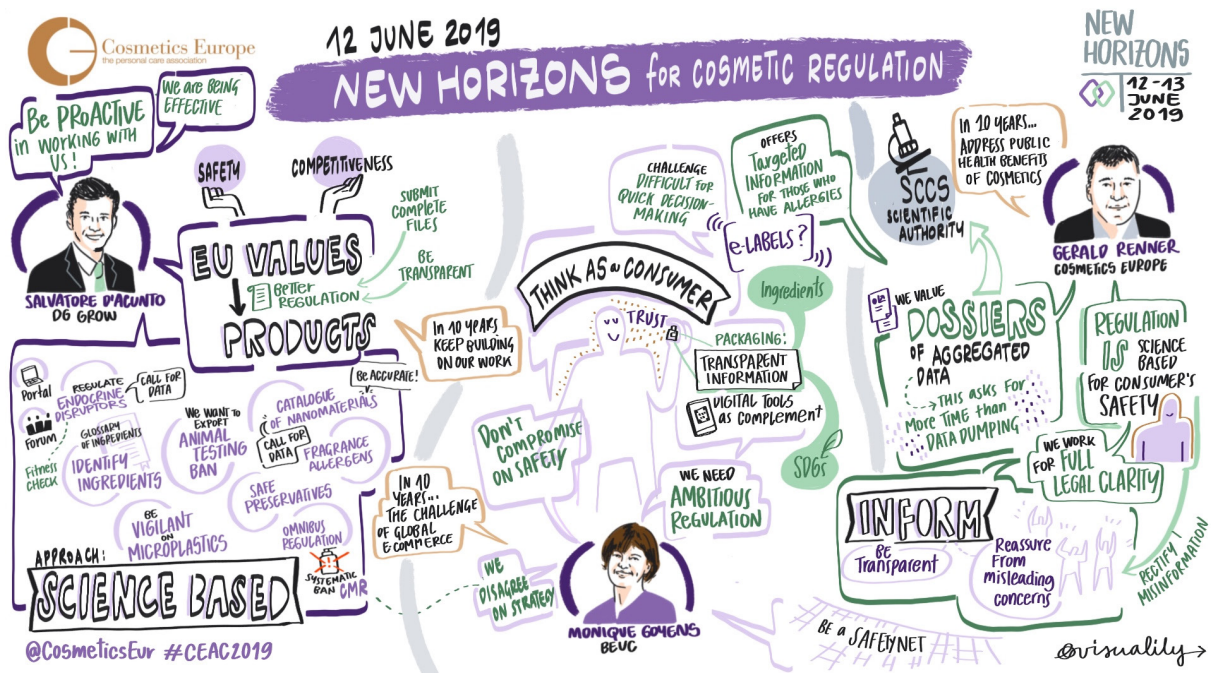 Cosmetics Europe
the personal care association
12 JUNE 2019
NEW HORIZONS for COSMETIC REGULATION
NEW
HORIZONS
12-13
JUNE
2019
Be PROACTIVE
in WORKING WITH
US!
We are BEING
EFFECTIVE
SALVATORE D'ACUNTO
DG GROW
SAFETY
COMPETITIVENESS
EU VALUES
BETTER
REGULATION
PRODUCTS
SUBMIT
COMPLETE
FILES
BE
TRANSPARENT
IN 10 YEARS
KEEP BUILDING
ON OUR WORK
Portal
Forum
Fitness
CHECK
REGULATE
ENDOCRINE
DISRUPTORS
CALL FOR
DATA
GLOSSARY
OF INGREDIENTS
IDENTIFY
INGREDIENTS
WE WANT TO
EXPORT
ANIMAL
TESTING
BAN
BE ACCURATE!
CATALOGUE
OF NANOMATERIALS
CALL FOR
DATA
FRAGRANCE
ALLERGENS
SAFE
PRESERVATIVES
BE
VIGILANT
ON
MICROPLASTICS
OMNIBUS
REGULATION
SYSTEMATIC
BAN CMR
APPROACH:
SCIENCE BASED
@CosmeticsEur #CEAC2019
IN 10
YEARS...
THE CHALLENGE
OF GLOBAL
ECOMMERCE
CHALLENGE
DIFFICULT FOR
QUICK DECISION-
MAKING
OFFERS
Targeted
INFORMATION
FOR THOSE WHO
HAVE ALLERGIES
e-LABELS?
THINK AS a CONSUMER
TRUST
Ingredients
PACKAGING:
TRANSPARENT
INFORMATION
DIGITAL TOOLS
as COMPLEMENT
SDGs
DON'T
COMPROMISE
ON SAFETY
WE NEED
AMBITIOUS
REGULATION
WE
DISAGREE
ON STRATEGY
MONIQUE GOYENS
BEUC
BE a SAFETYNET
SCCS
SCIENTIFIC
AUTHORITY
IN 10 YEARS...
ADDRESS PUBLIC
HEALTH BENEFITS
OF COSMETICS
GERALD RENNER
COSMETICS EUROPE
WE VALUE
DOSSIERS
OF AGGREGATED
DATA
THIS ASKS FOR
MORE TIME than
DATA DUMPING
REGULATION
IS SCIENCE
BASED
FOR CONSUMER'S
SAFETY
WE WORK
FOR FULL
LEGAL CLARITY
INFORM
BE
Transparent
Reassure
From
misleading
concerns
RECTIFY
MISINFORMATION
visuality